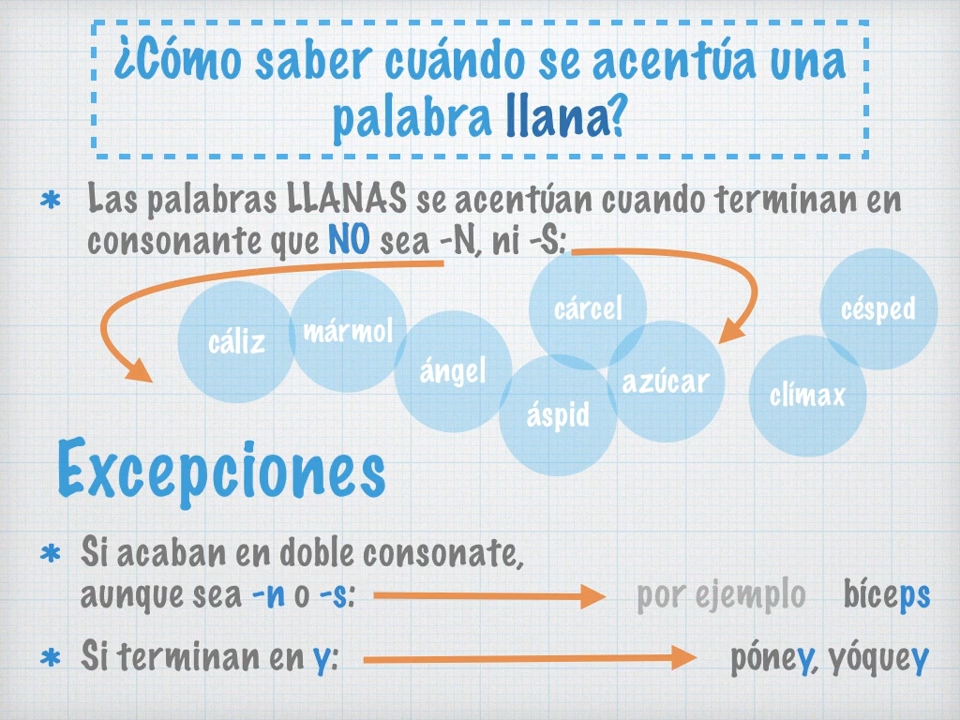 ¿Cómo saber cuándo se acentúa una
palabra llana?
* Las palabras LLANAS se acentúan cuando terminan en
consonante que NO sea -N, ni -S:
cáliz
mármol
ángel
cárcel
áspid
azúcar
clímax
césped
Excepciones
* Si acaban en doble consonate,
aunque sea -n o -s: por ejemplo bíceps
* Si terminan en y: póney, yóquey